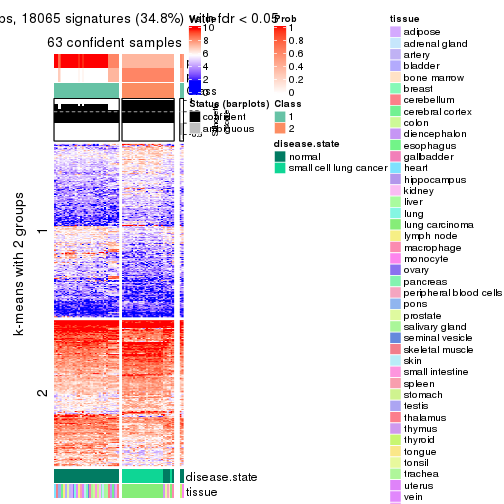 ps, 18065 signatures (34.8%) with fdr < 0.05
63 confident samples
Value
10
8
6
4
2
0
Prob
1
0.8
0.6
0.4
0.2
0
Status (barplots)
confident
ambiguous
Class
1
2
disease.state
normal
small cell lung cancer
k-means with 2 groups
1
2
disease.state
tissue
tissue
adipose
adrenal gland
artery
bladder
bone marrow
breast
cerebellum
cerebral cortex
colon
diencephalon
esophagus
gallbadder
heart
hippocampus
kidney
liver
lung
lung carcinoma
lymph node
macrophage
monocyte
ovary
pancreas
peripheral blood cells
pons
prostate
salivary gland
seminal vesicle
skeletal muscle
skin
small intestine
spleen
stomach
testis
thalamus
thymus
thyroid
tongue
tonsil
trachea
uterus
vein